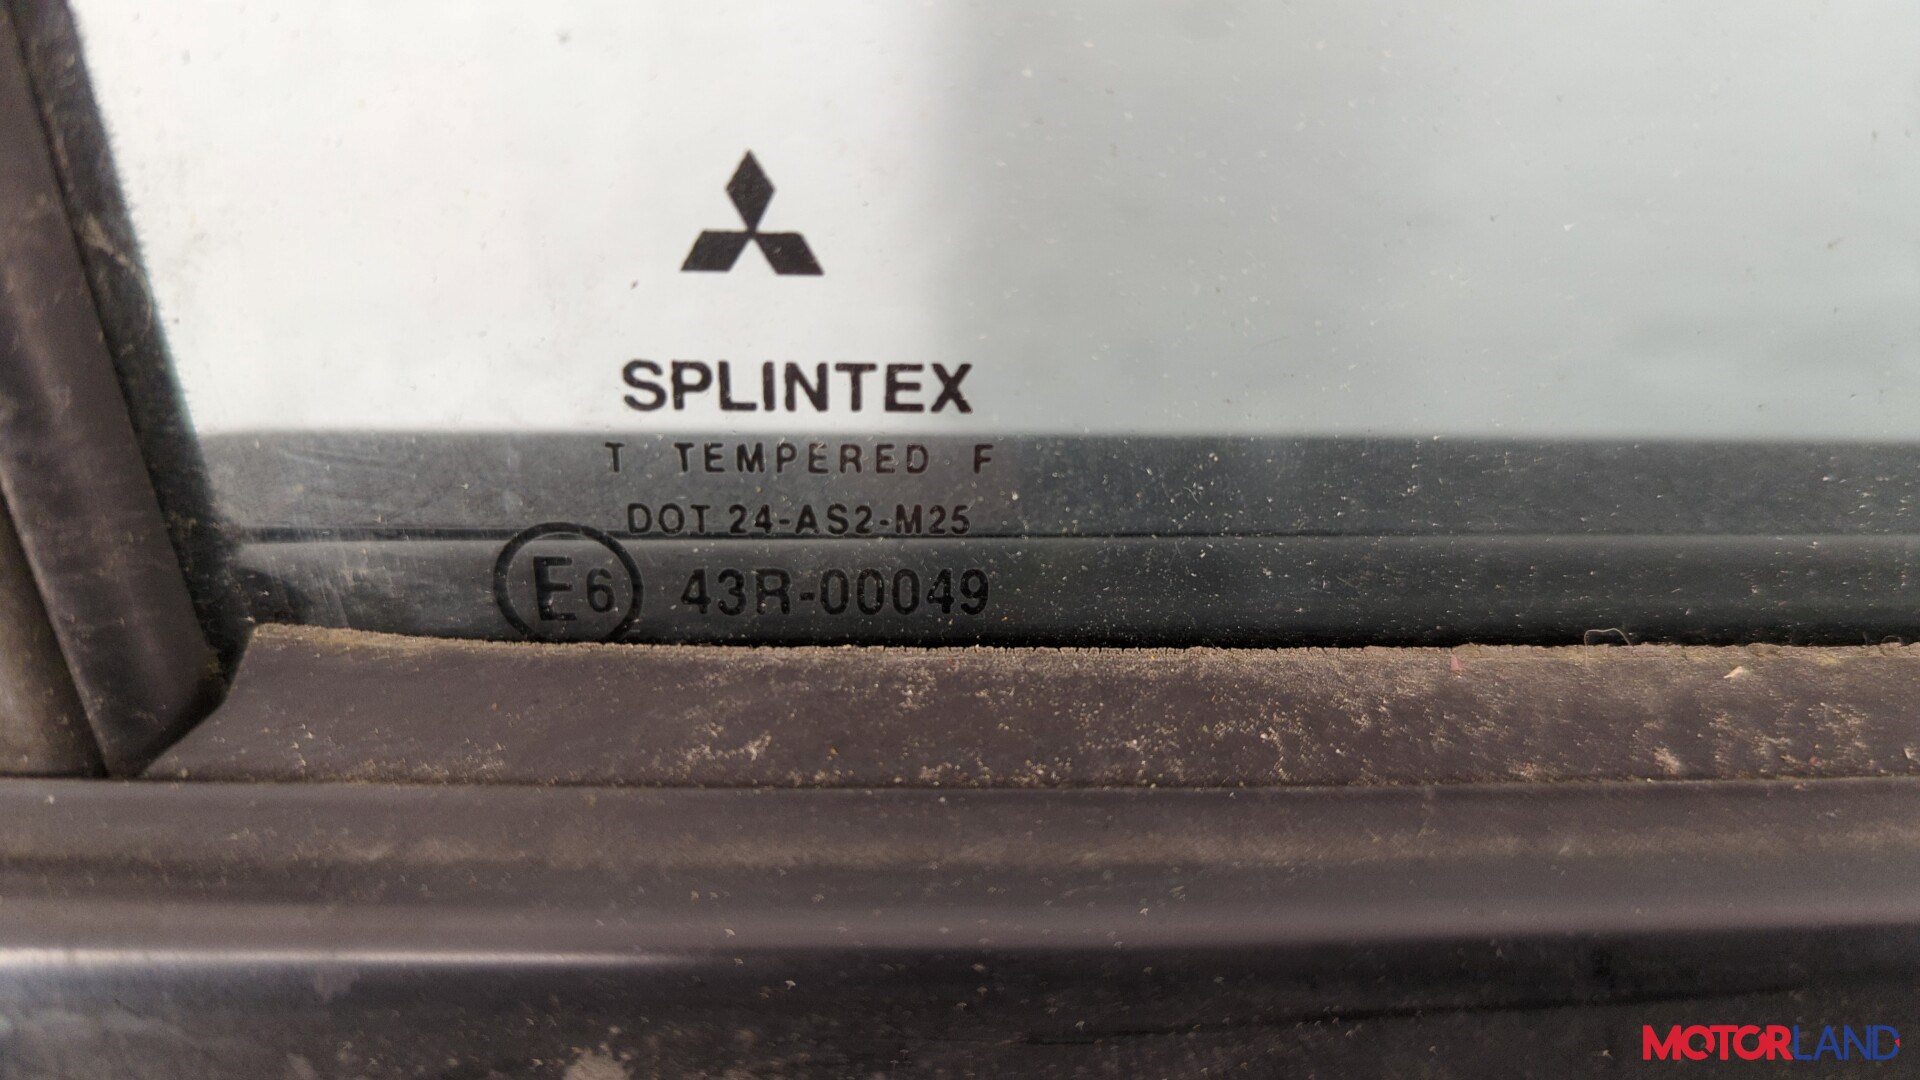 SPLINTEX
T TEMPERED F
DOT 24-AS2-M25
E6 43R-00049
MOTORLAND